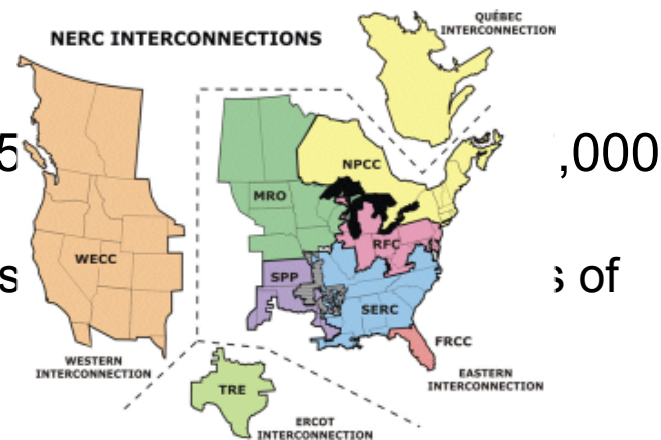 QUÉBEC
INTERCONNECTION
NERC INTERCONNECTIONS
5
,000
NPCC
MRO
RFC
WECC
s
SPP
s of
SERC
FRCC
WESTERN
INTERCONNECTION
EASTERN
INTERCONNECTION
TRE
ERCOT
INTERCONNECTION